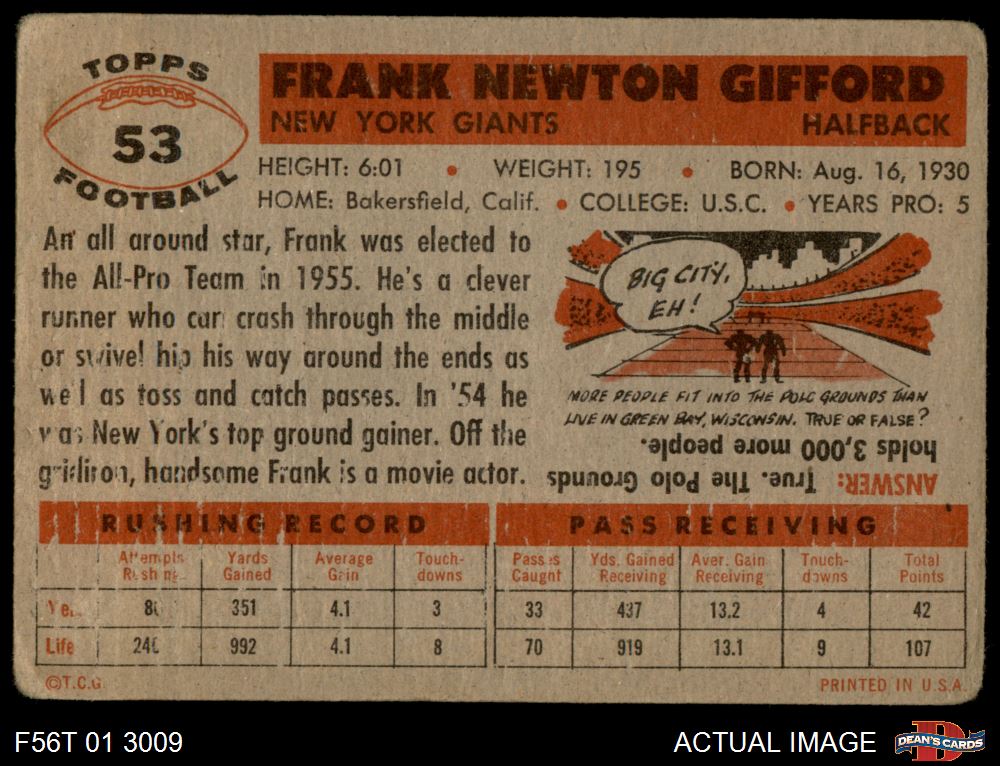 TOPPS
53
FOOTBALL
FRANK NEWTON GIFFORD
NEW YORK GIANTS HALFBACK
HEIGHT: 6:01 • WEIGHT: 195 • BORN: Aug. 16, 1930
HOME: Bakersfield, Calif. • COLLEGE: U.S.C. • YEARS PRO: 5
An all around star, Frank was elected to
the All-Pro Team in 1955. He's a clever
runner who can crash through the middle
or swivel hip his way around the ends as
well as toss and catch passes. In '54 he
was New York's top ground gainer. Off the
gridiron, handsome Frank is a movie actor.
BIG CITY,
EH!
MORE PEOPLE FIT INTO THE POLO GROUNDS THAN
LIVE IN GREEN BAY, WISCONSIN. TRUE OR FALSE?
ANSWER: True. The Polo Grounds
holds 3,000 more people.
RUSHING RECORD PASS RECEIVING
Attempts Rushing Yards Gained Average Gain Touch-downs Passes Caught Yds. Gained Receiving Aver. Gain Receiving Touch-downs Total Points
Year 351 4.1 3 33 437 13.2 4 42
Life 992 4.1 8 70 919 13.1 9 107
©T.C.G. PRINTED IN U.S.A.
F56T 01 3009 ACTUAL IMAGE DEAN'S CARDS